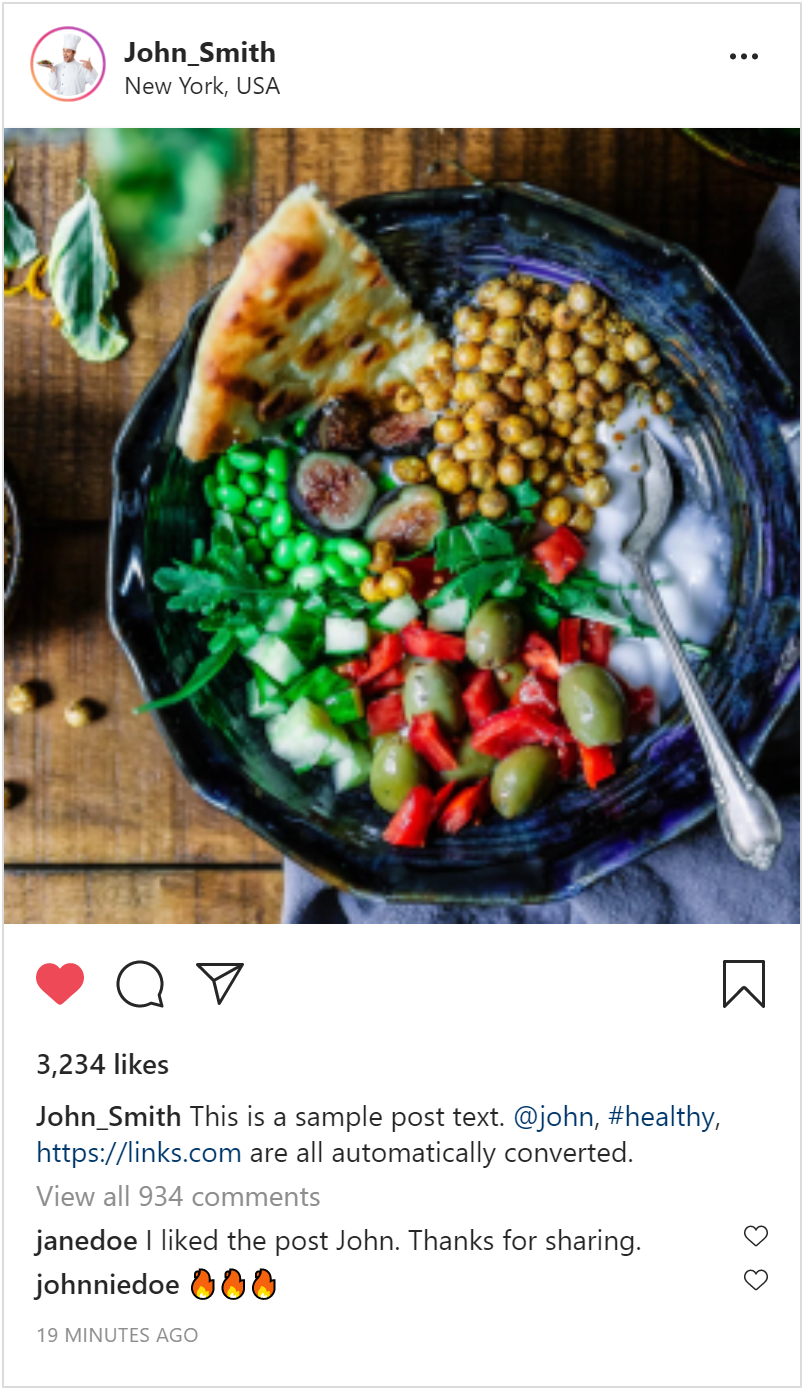 John_Smith
New York, USA
3,234 likes
John_Smith This is a sample post text. @john, #healthy,
https://links.com are all automatically converted.
View all 934 comments
janedoe I liked the post John. Thanks for sharing.
johnniedoe 🔥🔥🔥
19 MINUTES AGO